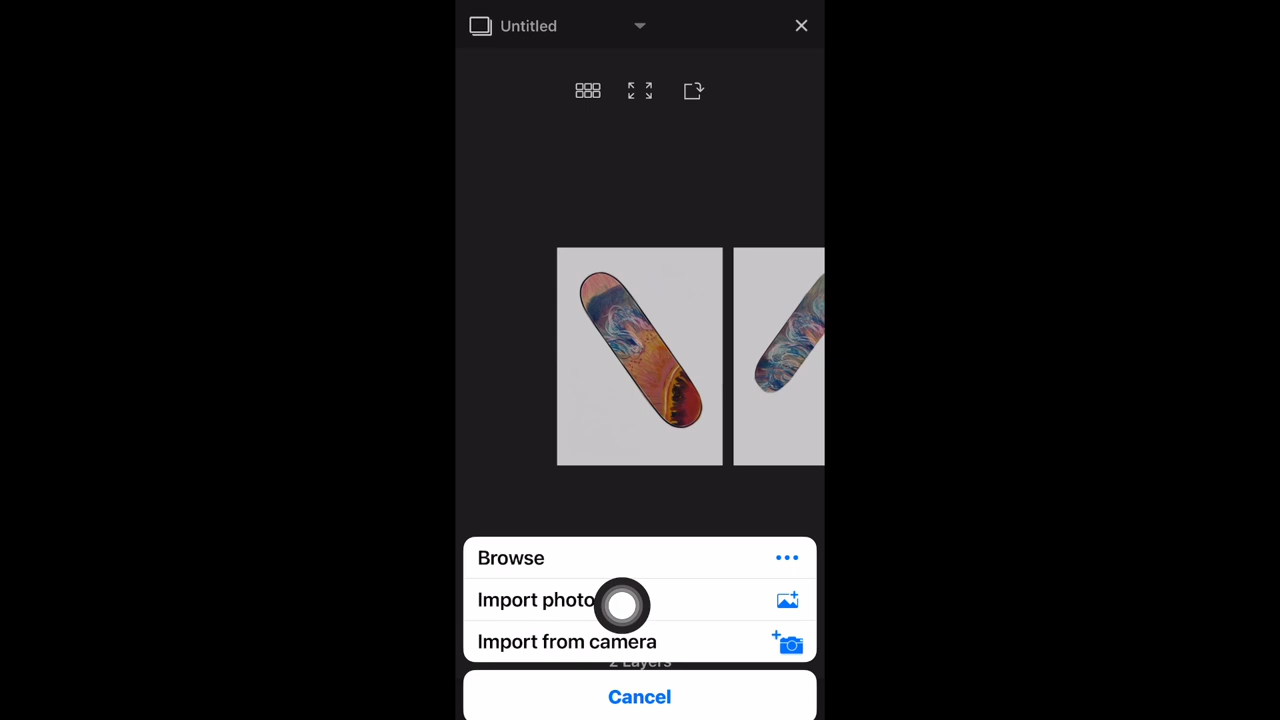 Untitled
Browse
Import photo
Import from camera
2 Layers
Cancel